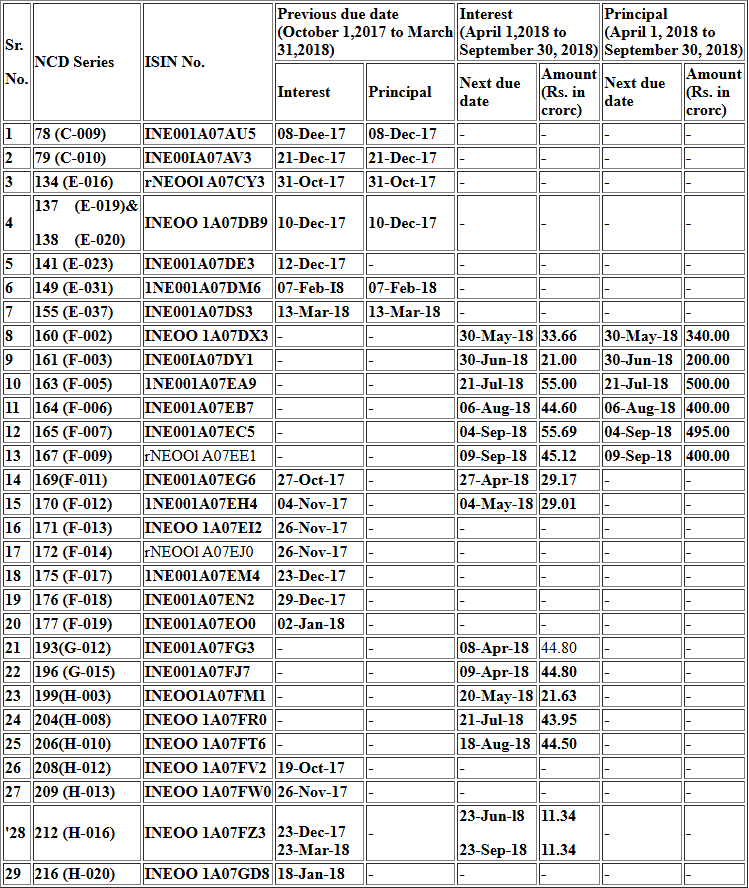 Sr. No. NCD Series ISIN No. Previous due date (October 1,2017 to March 31,2018) Interest (April 1,2018 to September 30, 2018) Principal (April 1, 2018 to September 30, 2018)
Interest Principal Next due date Amount (Rs. in crorc) Next due date Amount (Rs. in crorc)
1 78 (C-009) INE001A07AU5 08-Dee-17 08-Dec-17 - - - -
2 79 (C-010) INE00IA07AV3 21-Dec-17 21-Dec-17 - - - -
3 134 (E-016) rNEOOl A07CY3 31-Oct-17 31-Oct-17 - - - -
4 137 (E-019)& 138 (E-020) INEOO 1A07DB9 10-Dec-17 10-Dec-17 - - - -
5 141 (E-023) INE001A07DE3 12-Dec-17 - - - - -
6 149 (E-031) 1NE001A07DM6 07-Feb-I8 07-Feb-18 - - - -
7 155 (E-037) INE001A07DS3 13-Mar-18 13-Mar-18 - - - -
8 160 (F-002) INEOO 1A07DX3 - - 30-May-18 33.66 30-May-18 340.00
9 161 (F-003) INE00IA07DY1 - - 30-Jun-18 21.00 30-Jun-18 200.00
10 163 (F-005) 1NE001A07EA9 - - 21-Jul-18 55.00 21-Jul-18 500.00
11 164 (F-006) INE001A07EB7 - - 06-Aug-18 44.60 06-Aug-18 400.00
12 165 (F-007) INE001A07EC5 - 04-Sep-18 55.69 04-Sep-18 495.00
13 167 (F-009) rNEOOl A07EE1 - - 09-Sep-18 45.12 09-Sep-18 400.00
14 169(F-011) INE001A07EG6 27-Oct-17 - 27-Apr-18 29.17 - -
15 170 (F-012) 1NE001A07EH4 04-Nov-17 - 04-May-18 29.01 - -
16 171 (F-013) INEOO 1A07EI2 26-Nov-17 - - - - -
17 172 (F-014) rNEOOl A07EJ0 26-Nov-17 - - - - -
18 175 (F-017) 1NE001A07EM4 23-Dec-17 - - - - -
19 176 (F-018) INE001A07EN2 29-Dec-17 - - - - -
20 177 (F-019) INE001A07EO0 02-Jan-18 - - - - -
21 193(G-012) INE001A07FG3 - - 08-Apr-18 44.80 - -
22 196 (G-015) INE001A07FJ7 - - 09-Apr-18 44.80 - -
23 199(H-003) INEOO1A07FM1 - - 20-May-18 21.63 - -
24 204(H-008) INEOO 1A07FR0 - - 21-Jul-18 43.95 - -
25 206(H-010) INEOO 1A07FT6 - - 18-Aug-18 44.50 - -
26 208(H-012) INEOO 1A07FV2 19-Oct-17 - - - - -
27 209 (H-013) INEOO 1A07FW0 26-Nov-17 - - - - -
'28 212 (H-016) INEOO 1A07FZ3 23-Dec-17 23-Mar-18 - 23-Jun-l8 23-Sep-18 11.34 11.34 - -
29 216 (H-020) INEOO 1A07GD8 18-Jan-18 - - - - -